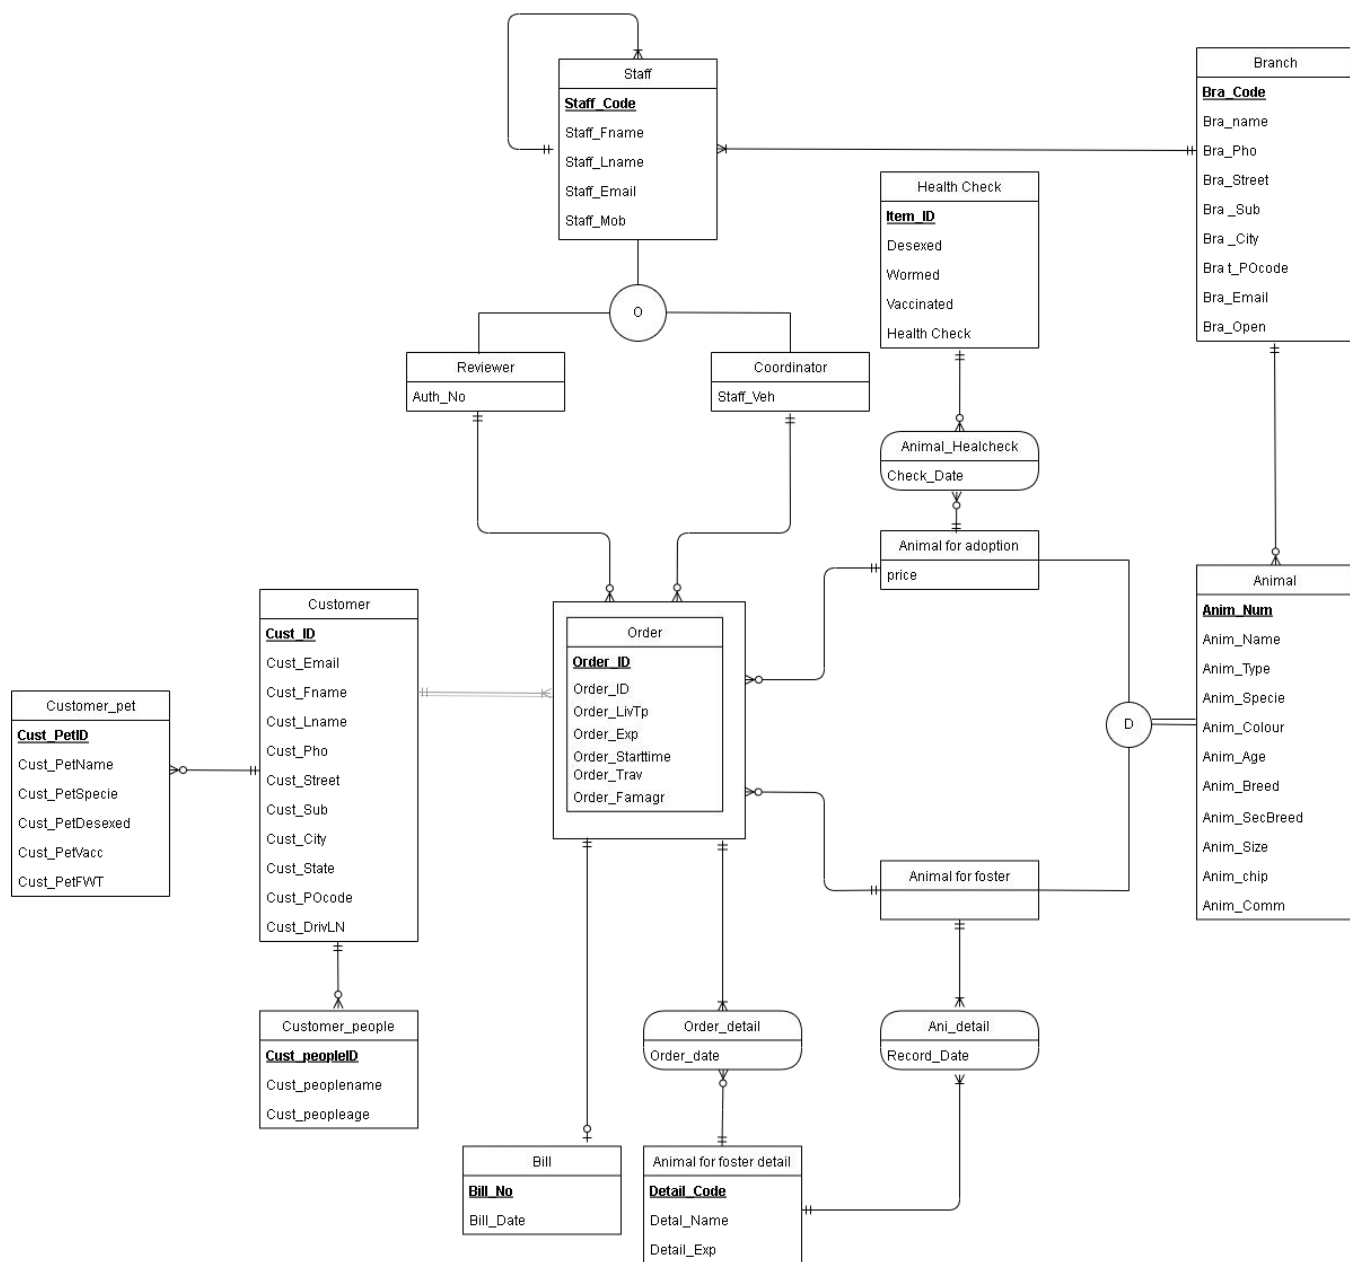 Staff
Staff_Code
Staff_Fname
Staff_Lname
Staff_Email
Staff_Mob
Branch
Bra_Code
Bra_name
Bra_Pho
Bra_Street
Bra _Sub
Bra _City
Bra t_POcode
Bra_Email
Bra_Open
Health Check
Item_ID
Desexed
Wormed
Vaccinated
Health Check
O
Reviewer
Auth_No
Coordinator
Staff_Veh
Animal_Healcheck
Check_Date
Animal for adoption
price
Animal
Anim_Num
Anim_Name
Anim_Type
Anim_Specie
Anim_Colour
Anim_Age
Anim_Breed
Anim_SecBreed
Anim_Size
Anim_chip
Anim_Comm
D
Customer
Cust_ID
Cust_Email
Cust_Fname
Cust_Lname
Cust_Pho
Cust_Street
Cust_Sub
Cust_City
Cust_State
Cust_POcode
Cust_DrivLN
Order
Order_ID
Order_ID
Order_LivTp
Order_Exp
Order_Starttime
Order_Trav
Order_Famagr
Customer_pet
Cust_PetID
Cust_PetName
Cust_PetSpecie
Cust_PetDesexed
Cust_PetVacc
Cust_PetFWT
Animal for foster
Customer_people
Cust_peopleID
Cust_peoplename
Cust_peopleage
Order_detail
Order_date
Ani_detail
Record_Date
Bill
Bill_No
Bill_Date
Animal for foster detail
Detail_Code
Detal_Name
Detail_Exp